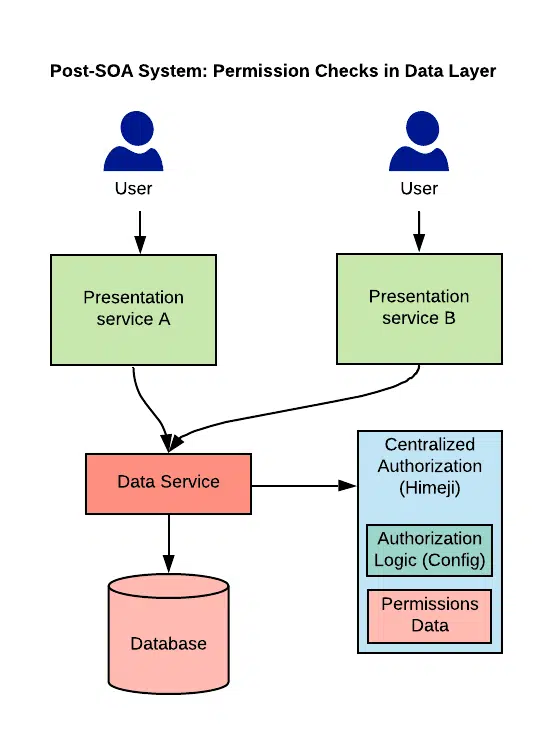 Post-SOA System: Permission Checks in Data Layer
User
User
Presentation
service A
Presentation
service B
Data Service
Centralized
Authorization
(Himeji)
Authorization
Logic (Config)
Permissions
Data
Database